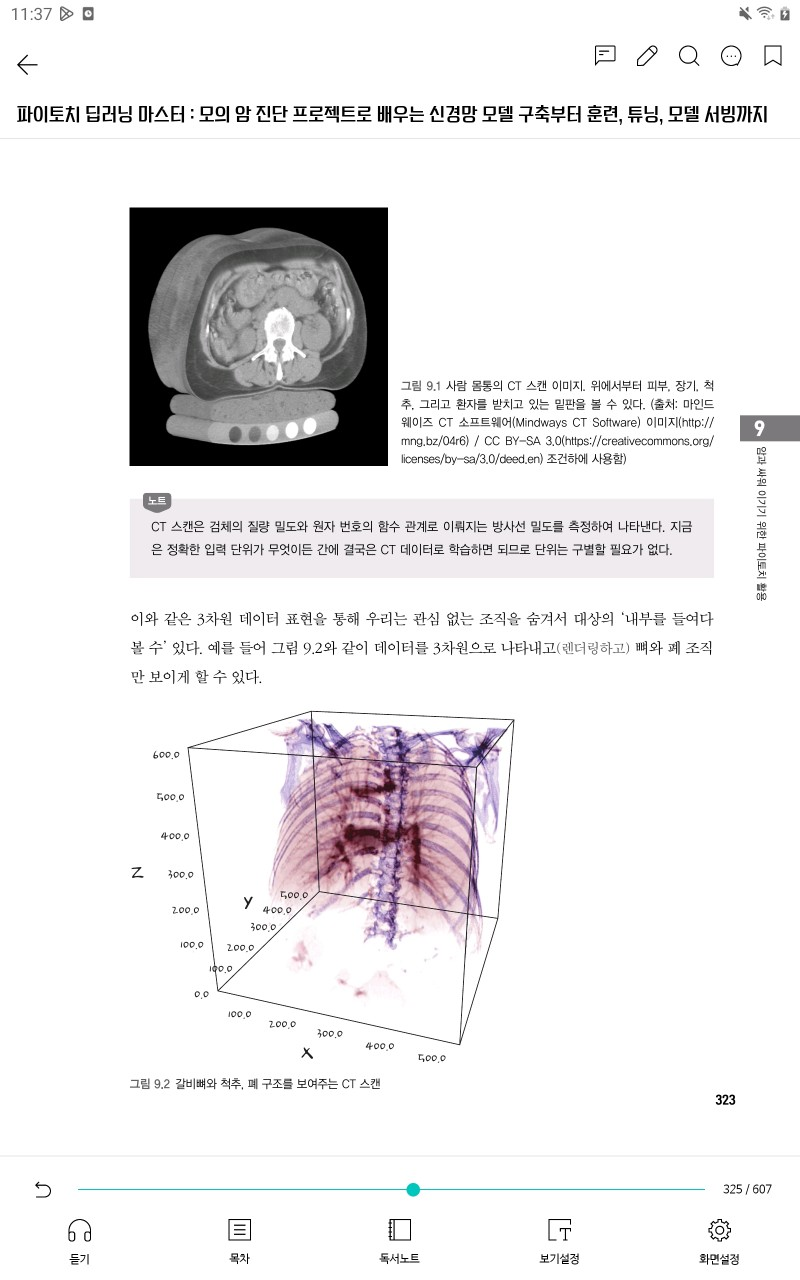 11:37
파이토치 딥러닝 마스터 : 모의 암 진단 프로젝트로 배우는 신경망 모델 구축부터 훈련, 튜닝, 모델 서빙까지
그림 9.1 사람 몸통의 CT 스캔 이미지. 위에서부터 피부, 장기, 척
추, 그리고 환자를 받치고 있는 밑판을 볼 수 있다. (출처: 마인드
웨이즈 CT 소프트웨어(Mindways CT Software) 이미지(http://
mng.bz/04r6) / CC BY-SA 3.0(https://creativecommons.org/
licenses/by-sa/3.0/deed.en) 조건하에 사용함)
9
암과 싸워 이기기 위한 파이토치 활용
노트
CT 스캔은 검체의 질량 밀도와 원자 번호의 함수 관계로 이뤄지는 방사선 밀도를 측정하여 나타낸다. 지금
은 정확한 입력 단위가 무엇이든 간에 결국은 CT 데이터로 학습하면 되므로 단위는 구별할 필요가 없다.
이와 같은 3차원 데이터 표현을 통해 우리는 관심 없는 조직을 숨겨서 대상의 ‘내부를 들여다
볼 수’ 있다. 예를 들어 그림 9.2와 같이 데이터를 3차원으로 나타내고(렌더링하고) 뼈와 폐 조직
만 보이게 할 수 있다.
600.0
500.0
400.0
Z
300.0
200.0
100.0
0.0
Y
500.0
400.0
300.0
200.0
100.0
100.0
200.0
300.0
400.0
500.0
X
그림 9.2 갈비뼈와 척추, 폐 구조를 보여주는 CT 스캔
323
325 / 607
듣기
목차
독서노트
보기설정
화면설정